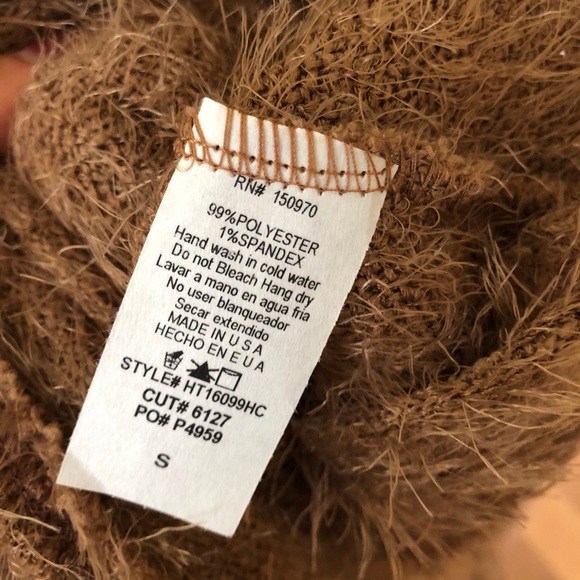 RN# 150970
99%POLYESTER
1%SPANDEX
Hand wash in cold water
Do not Bleach Hang dry
Lavar a mano en agua fria
No user blanqueador
Secar extendido
MADE IN U S A
HECHO EN E U A
STYLE# HT16099HC
CUT# 6127
PO# P4959
S